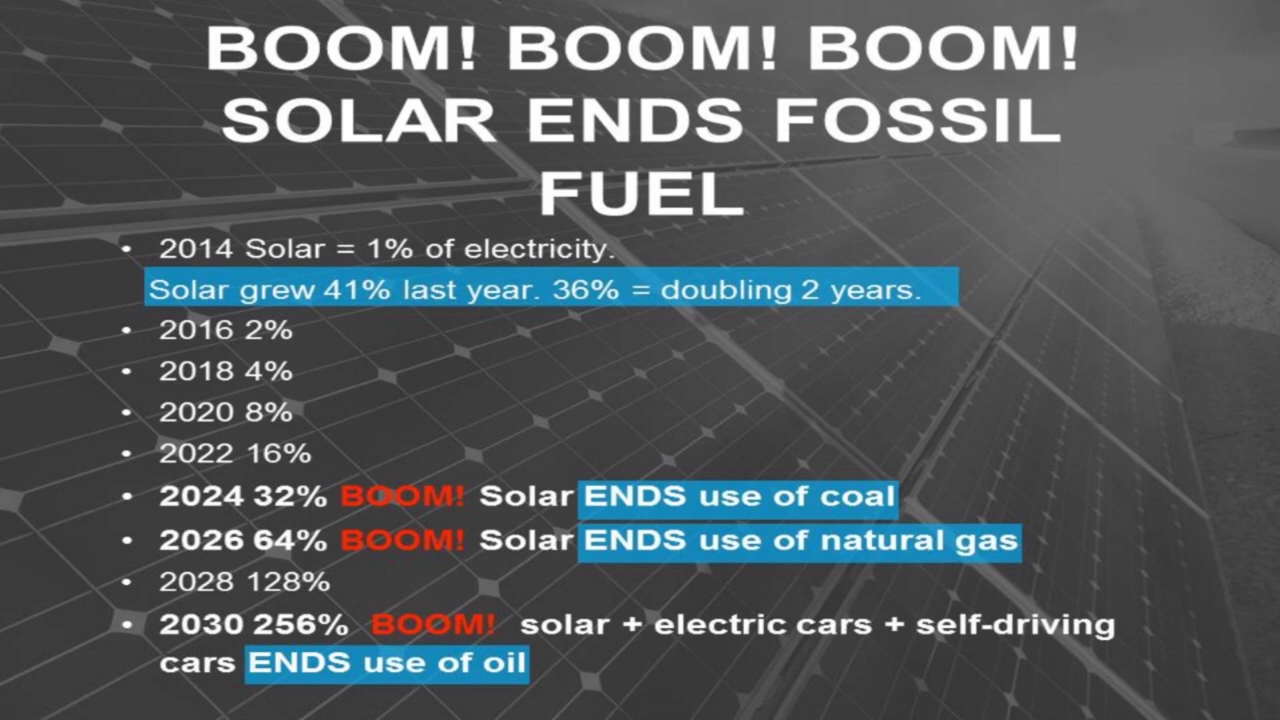 BOOM! BOOM! BOOM!
SOLAR ENDS FOSSIL
FUEL
• 2014 Solar = 1% of electricity.
Solar grew 41% last year. 36% = doubling 2 years.
• 2016 2%
• 2018 4%
• 2020 8%
• 2022 16%
• 2024 32% BOOM! Solar ENDS use of coal
• 2026 64% BOOM! Solar ENDS use of natural gas
• 2028 128%
• 2030 256% BOOM! solar + electric cars + self-driving
cars ENDS use of oil